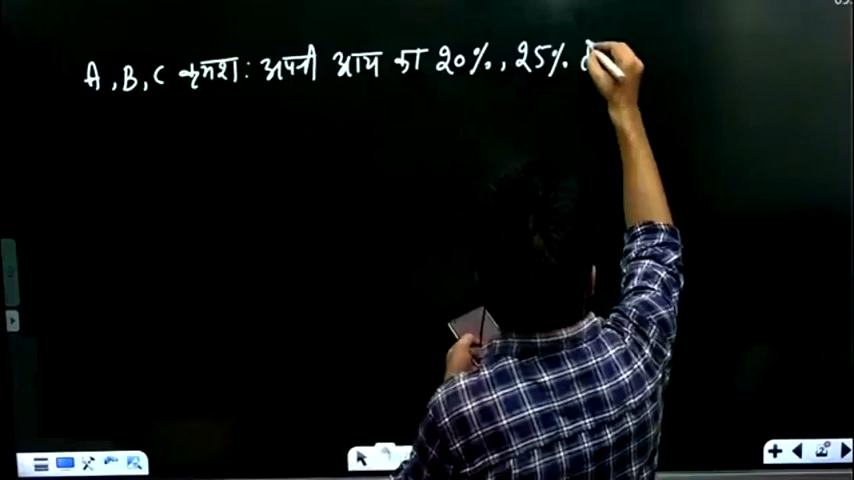 A, B, C क्रमश: अपनी आय का 20%, 25%